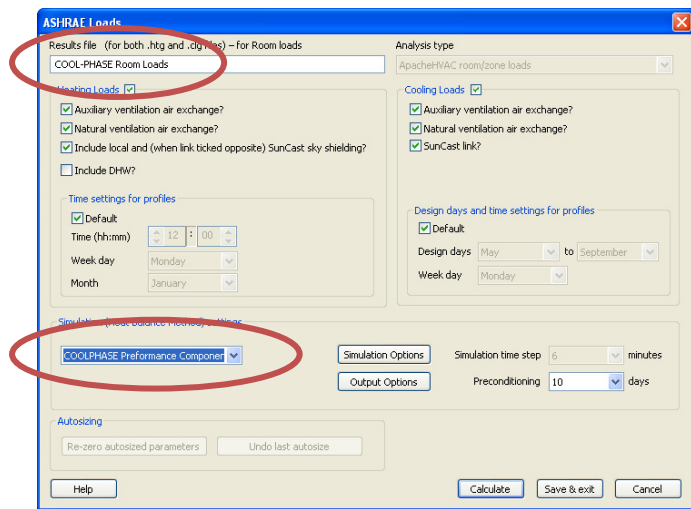 ASHRAE Loads
Results file (for both .htg and .clg files) – for Room loads
Analysis type
COOL-PHASE Room Loads
ApacheHVAC room/zone loads
Heating Loads
Cooling Loads
Auxiliary ventilation air exchange?
Auxiliary ventilation air exchange?
Natural ventilation air exchange?
Natural ventilation air exchange?
Include local and (when link ticked opposite) SunCast sky shielding?
SunCast link?
Include DHW?
Time settings for profiles
Design days and time settings for profiles
Default
Default
Time (hh:mm) 12 : 00
Design days May to September
Week day Monday
Week day Monday
Month January
Simulation (Heat Balance Method) settings
COOLPHASE Preformance Componer
Simulation Options
Simulation time step 6 minutes
Output Options
Preconditioning 10 days
Autosizing
Re-zero autosized parameters
Undo last autosize
Help
Calculate
Save & exit
Cancel